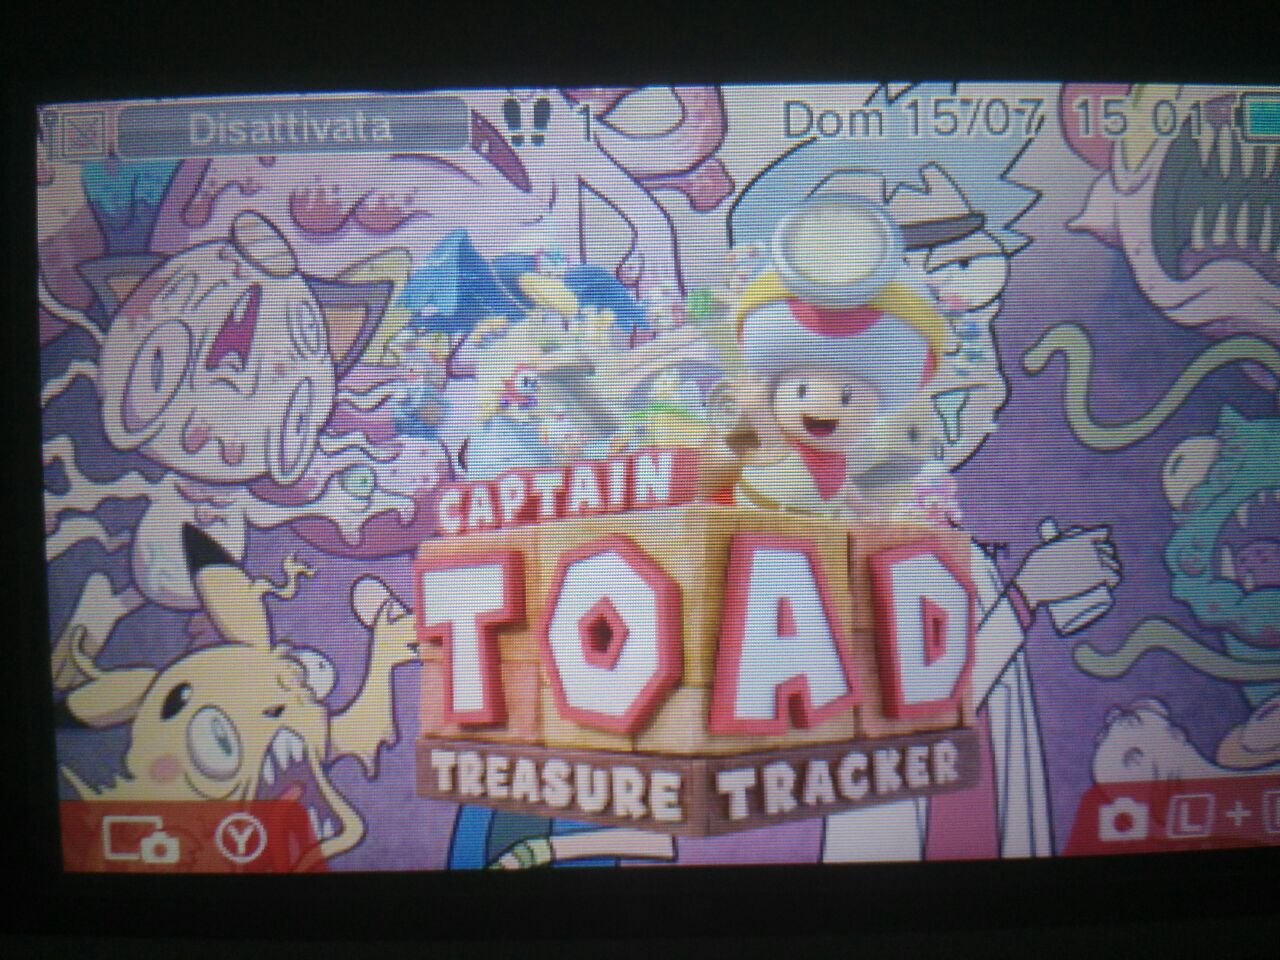 Disattivata 1 Dom 15/07 15 01
CAPTAIN
TOAD
TREASURE TRACKER
Y L +